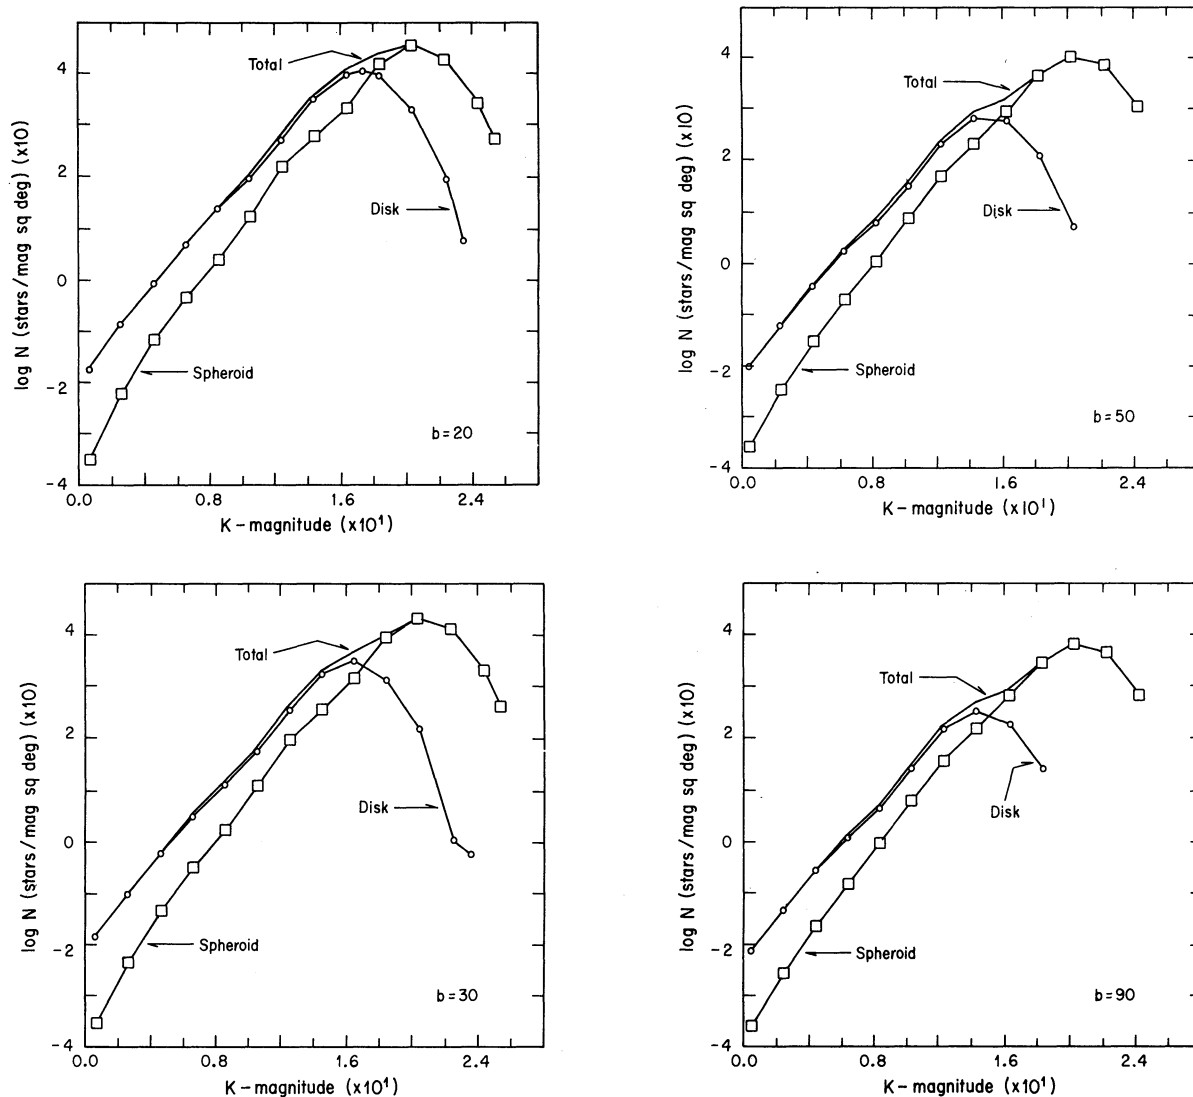 log N (stars/mag sq deg) (x10)
4
2
0
-2
-4
Total
Disk
Spheroid
b=20
0.0 0.8 1.6 2.4
K-magnitude (x10¹)
log N (stars/mag sq deg) (x10)
4
2
0
-2
-4
Total
Disk
Spheroid
b=50
0.0 0.8 1.6 2.4
K-magnitude (x10¹)
log N (stars/mag sq deg) (x10)
4
2
0
-2
-4
Total
Disk
Spheroid
b=30
0.0 0.8 1.6 2.4
K-magnitude (x10¹)
log N (stars/mag sq deg) (x10)
4
2
0
-2
-4
Total
Disk
Spheroid
b=90
0.0 0.8 1.6 2.4
K-magnitude (x10¹)